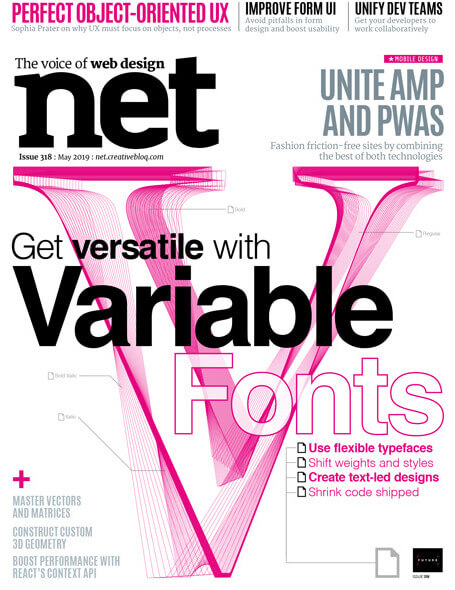 PERFECT OBJECT-ORIENTED UX
Sophia Prater on why UX must focus on objects, not processes
IMPROVE FORM UI
Avoid pitfalls in form
design and boost usability
UNIFY DEV TEAMS
Get your developers to
work collaboratively
The voice of web design
net
Issue 318 : May 2019 : net.creativebloq.com
★MOBILE DESIGN
UNITE AMP
AND PWAS
Fashion friction-free sites by combining
the best of both technologies
Bold
Regular
Get versatile with
Variable
Fonts
Bold Italic
Italic
Use flexible typefaces
Shift weights and styles
Create text-led designs
Shrink code shipped
+
MASTER VECTORS
AND MATRICES
CONSTRUCT CUSTOM
3D GEOMETRY
BOOST PERFORMANCE WITH
REACT'S CONTEXT API
FUTURE
ISSUE 318